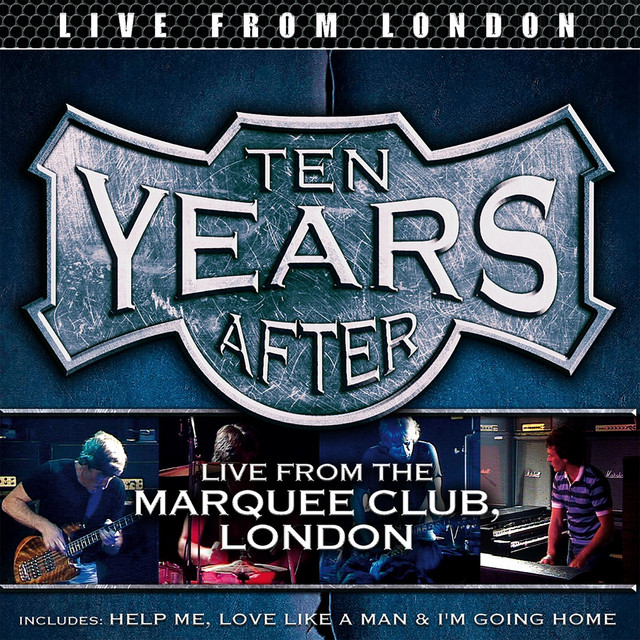 LIVE FROM LONDON
TEN
YEARS
AFTER
LIVE FROM THE
MARQUEE CLUB,
LONDON
Marshall
INCLUDES: HELP ME, LOVE LIKE A MAN & I'M GOING HOME